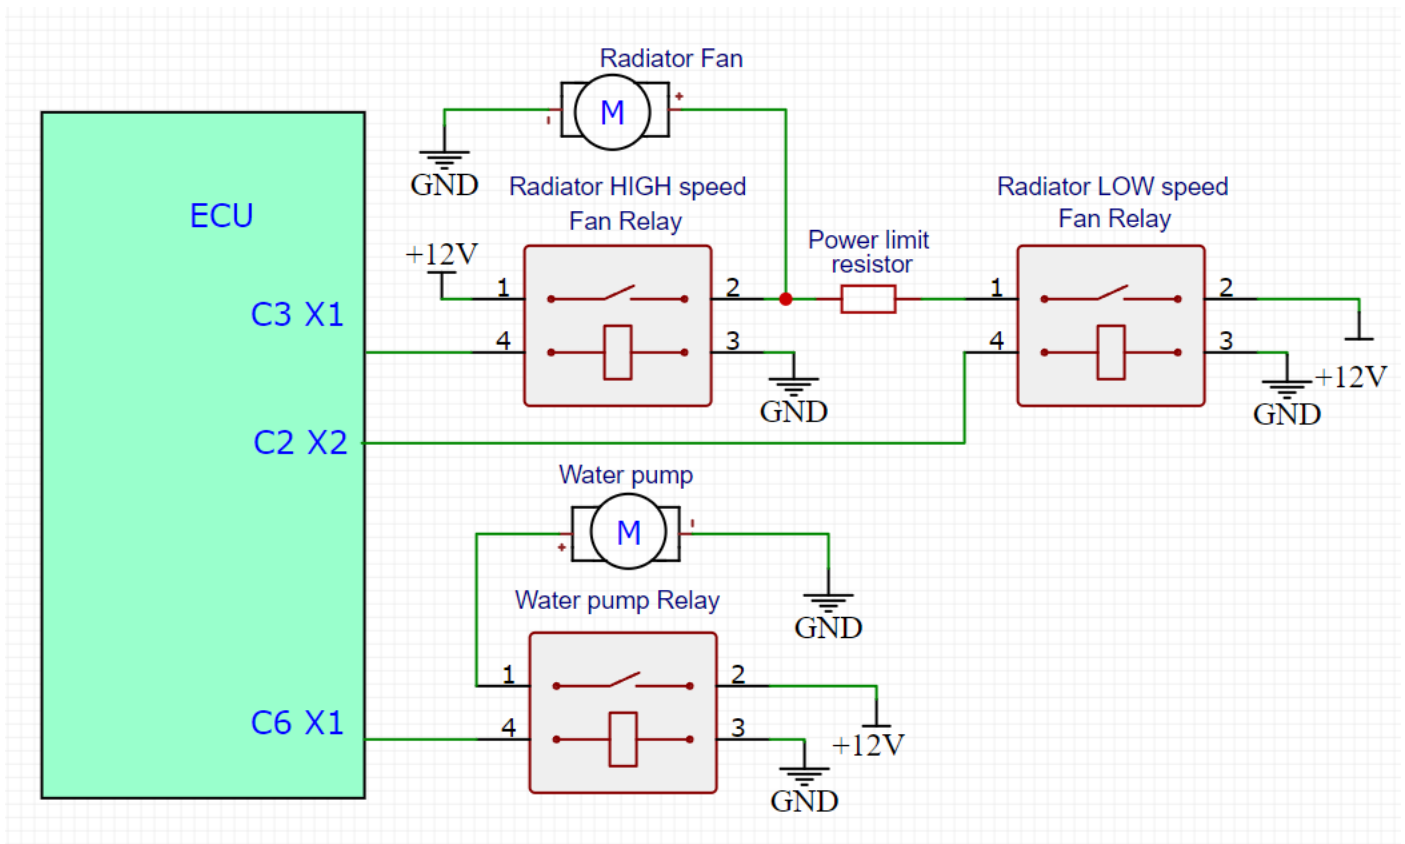 Radiator Fan
M
+
-
GND
Radiator HIGH speed
Fan Relay
Radiator LOW speed
Fan Relay
ECU
Power limit
resistor
+12V
1
2
1
2
C3 X1
4
3
4
3
+12V
GND
GND
C2 X2
Water pump
M
-
+
Water pump Relay
GND
1
2
C6 X1
4
3
+12V
GND